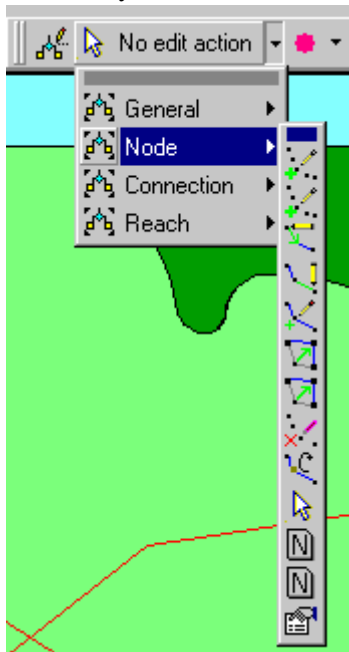 No edit action
General
Node
Connection
Reach
N
N